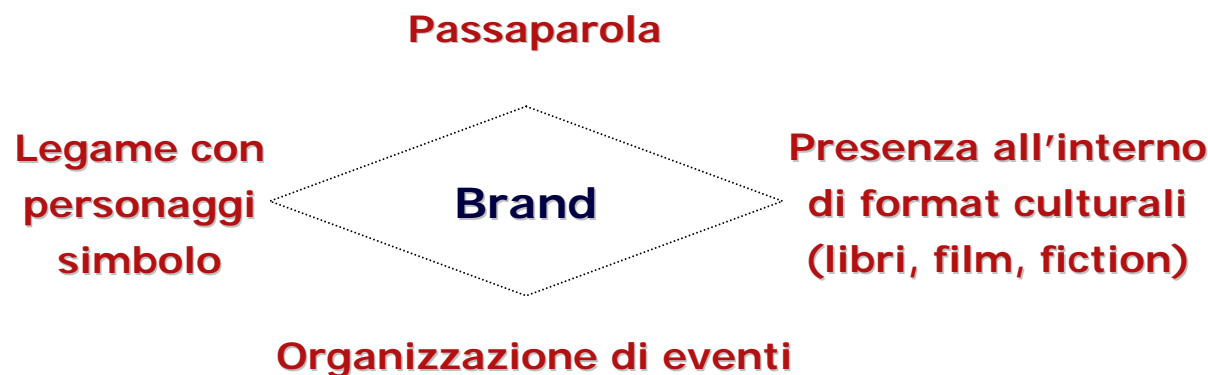 Passaparola
Legame con
personaggi
simbolo
Brand
Presenza all’interno
di format culturali
(libri, film, fiction)
Organizzazione di eventi